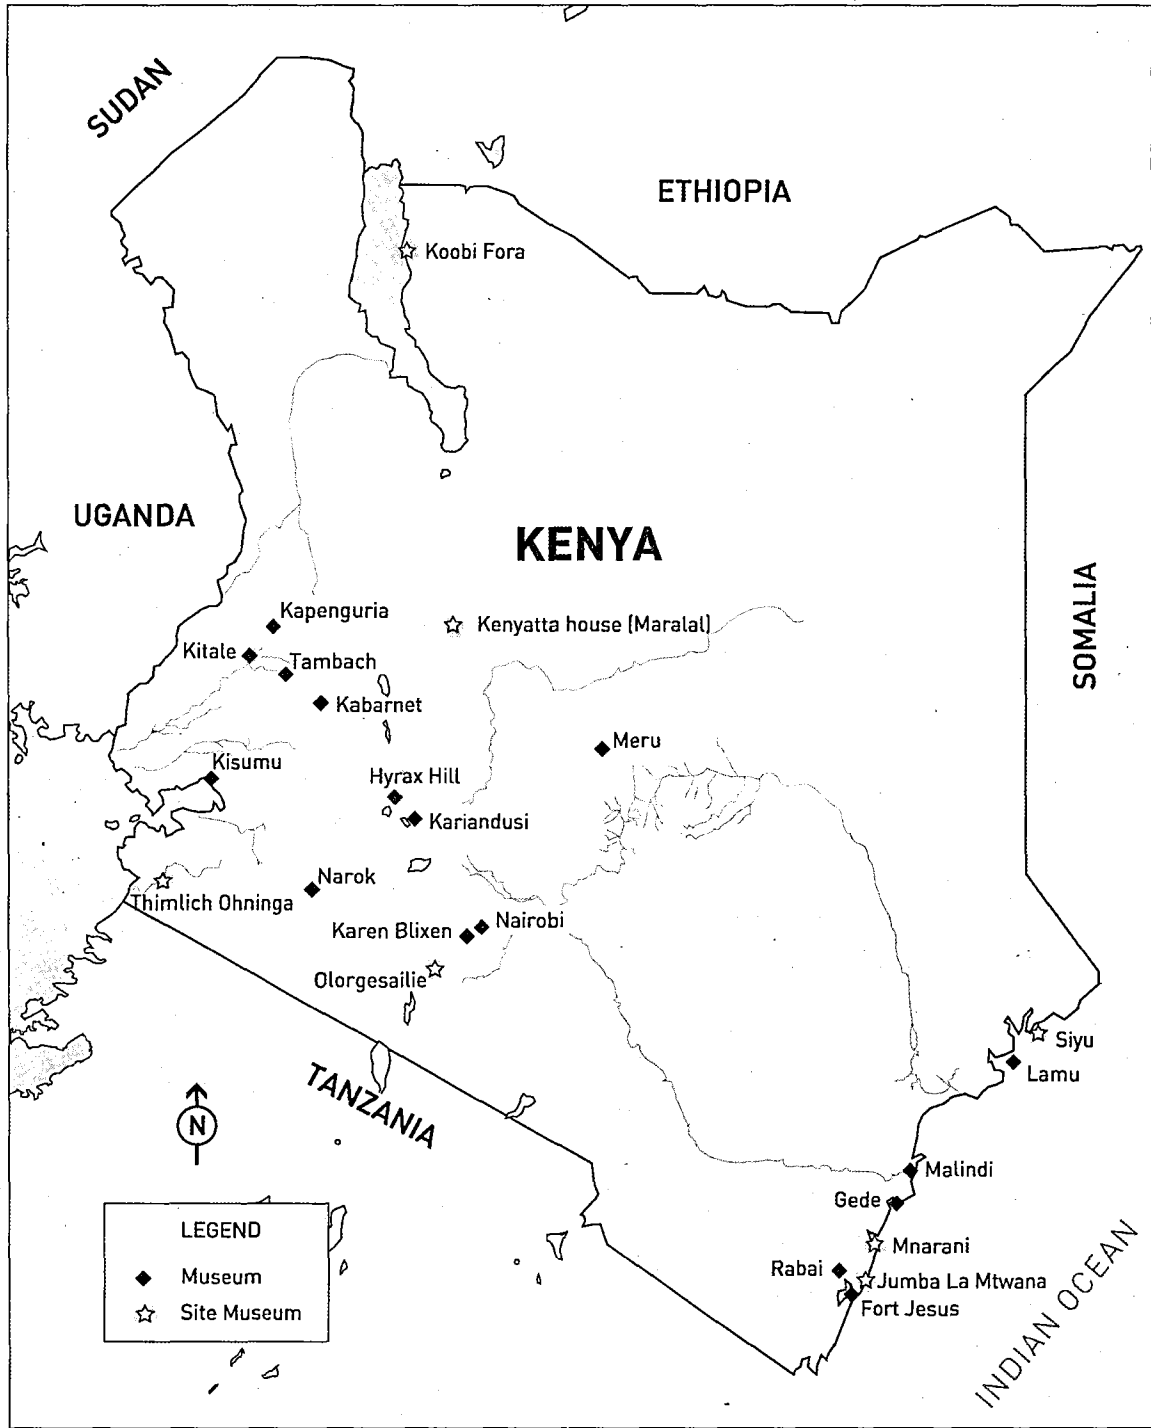 SUDAN
ETHIOPIA
Koobi Fora
UGANDA
KENYA
SOMALIA
Kapenguria
Kenyatta house (Maralal)
Kitale
Tambach
Kabarnet
Meru
Kisumu
Hyrax Hill
Kariandusi
Narok
Thimlich Ohninga
Nairobi
Karen Blixen
Olorgesailie
Siyu
Lamu
TANZANIA
N
Malindi
Gede
Mnarani
Rabai
Jumba La Mtwana
Fort Jesus
INDIAN OCEAN
LEGEND
Museum
Site Museum